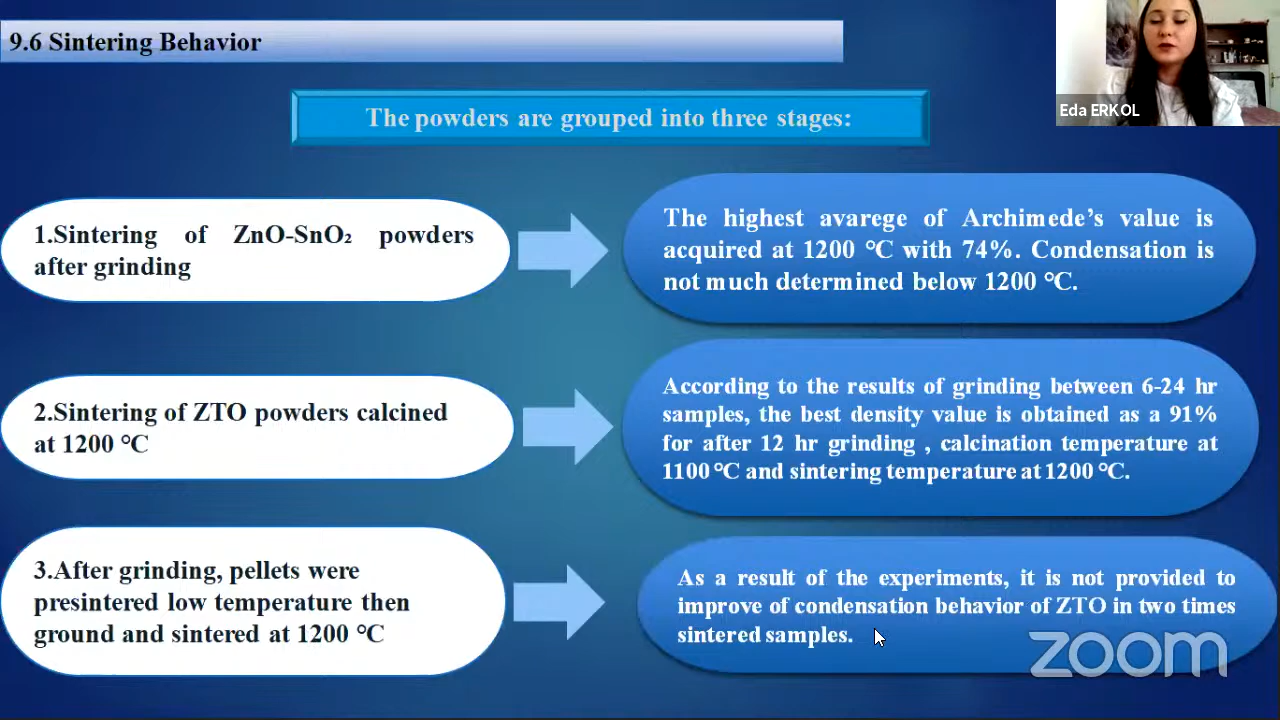 9.6 Sintering Behavior
Eda ERKOL
The powders are grouped into three stages:
1.Sintering of ZnO-SnO₂ powders
after grinding
The highest avarege of Archimede’s value is
acquired at 1200 °C with 74%. Condensation is
not much determined below 1200 °C.
2.Sintering of ZTO powders calcined
at 1200 °C
According to the results of grinding between 6-24 hr
samples, the best density value is obtained as a 91%
for after 12 hr grinding , calcination temperature at
1100 °C and sintering temperature at 1200 °C.
3.After grinding, pellets were
presintered low temperature then
ground and sintered at 1200 °C
As a result of the experiments, it is not provided to
improve of condensation behavior of ZTO in two times
sintered samples.
zoom